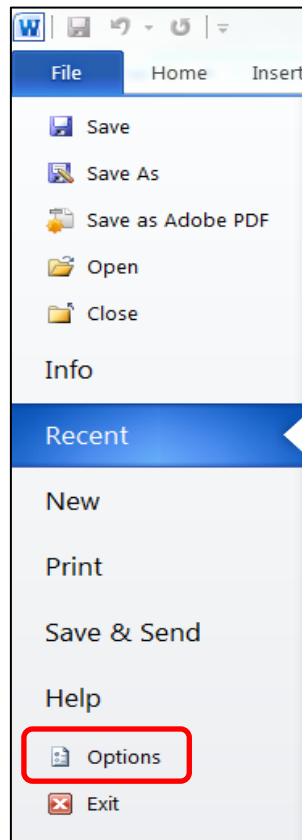 W
File Home Insert
Save
Save As
Save as Adobe PDF
Open
Close
Info
Recent
New
Print
Save & Send
Help
Options
Exit